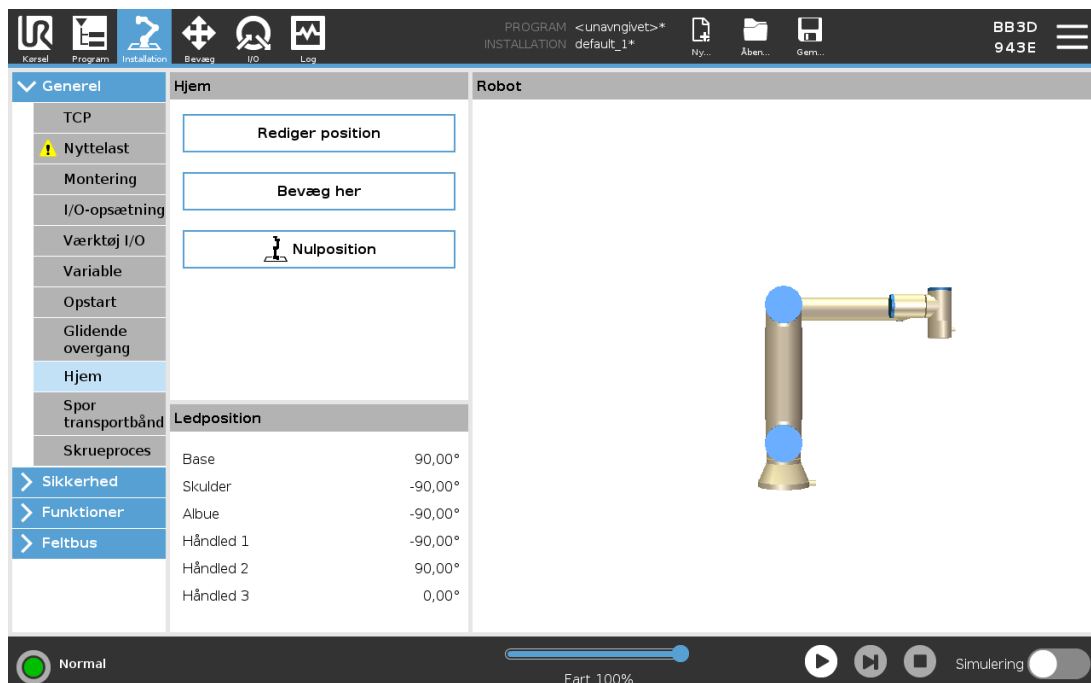 UR
Kørsel
Program
Installation
Bevæg
I/O
Log
PROGRAM <unavngivet>*
INSTALLATION default_1*
Ny...
Åben...
Gem...
BB3D
943E
Generel
TCP
Nyttelast
Montering
I/O-opsætning
Værktøj I/O
Variable
Opstart
Glidende
overgang
Hjem
Spor
transportbånd
Skrueproces
Sikkerhed
Funktioner
Feltbus
Hjem
Rediger position
Bevæg her
Nulposition
Ledposition
Base 90,00°
Skulder -90,00°
Albue -90,00°
Håndled 1 -90,00°
Håndled 2 90,00°
Håndled 3 0,00°
Robot
Normal
Fart 100%
Simulering